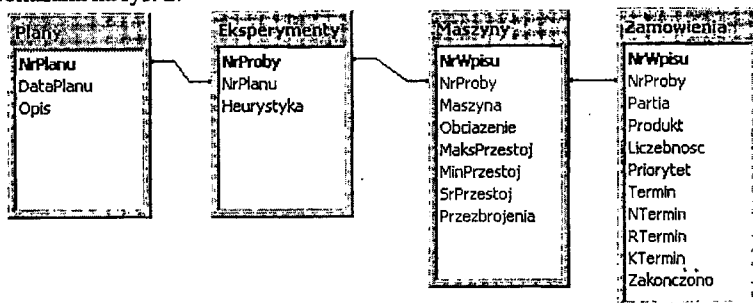 Plany
NrPlanu
DataPlanu
Opis
Eksperymenty
NrProby
NrPlanu
Heurystyka
Maszyny
NrWpisu
NrProby
Maszyna
Obciazenie
MaksPrzestoj
MinPrzestoj
SrPrzestoj
Przezbrojenia
Zamowienia
NrWpisu
NrProby
Partia
Produkt
Liczebnosc
Priorytet
Termin
NTermin
RTermin
KTermin
Zakonczono